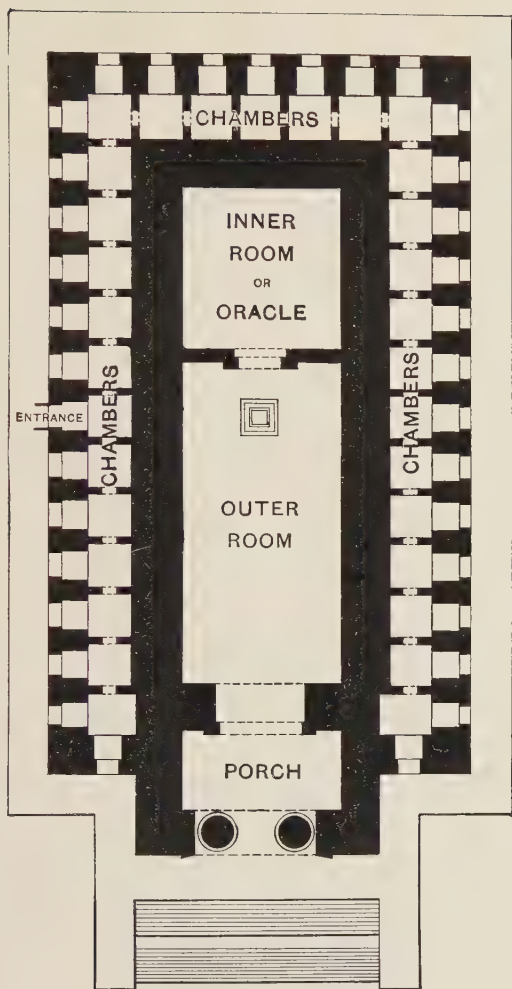 CHAMBERS
INNER
ROOM
OR
ORACLE
ENTRANCE
CHAMBERS
CHAMBERS
OUTER
ROOM
PORCH